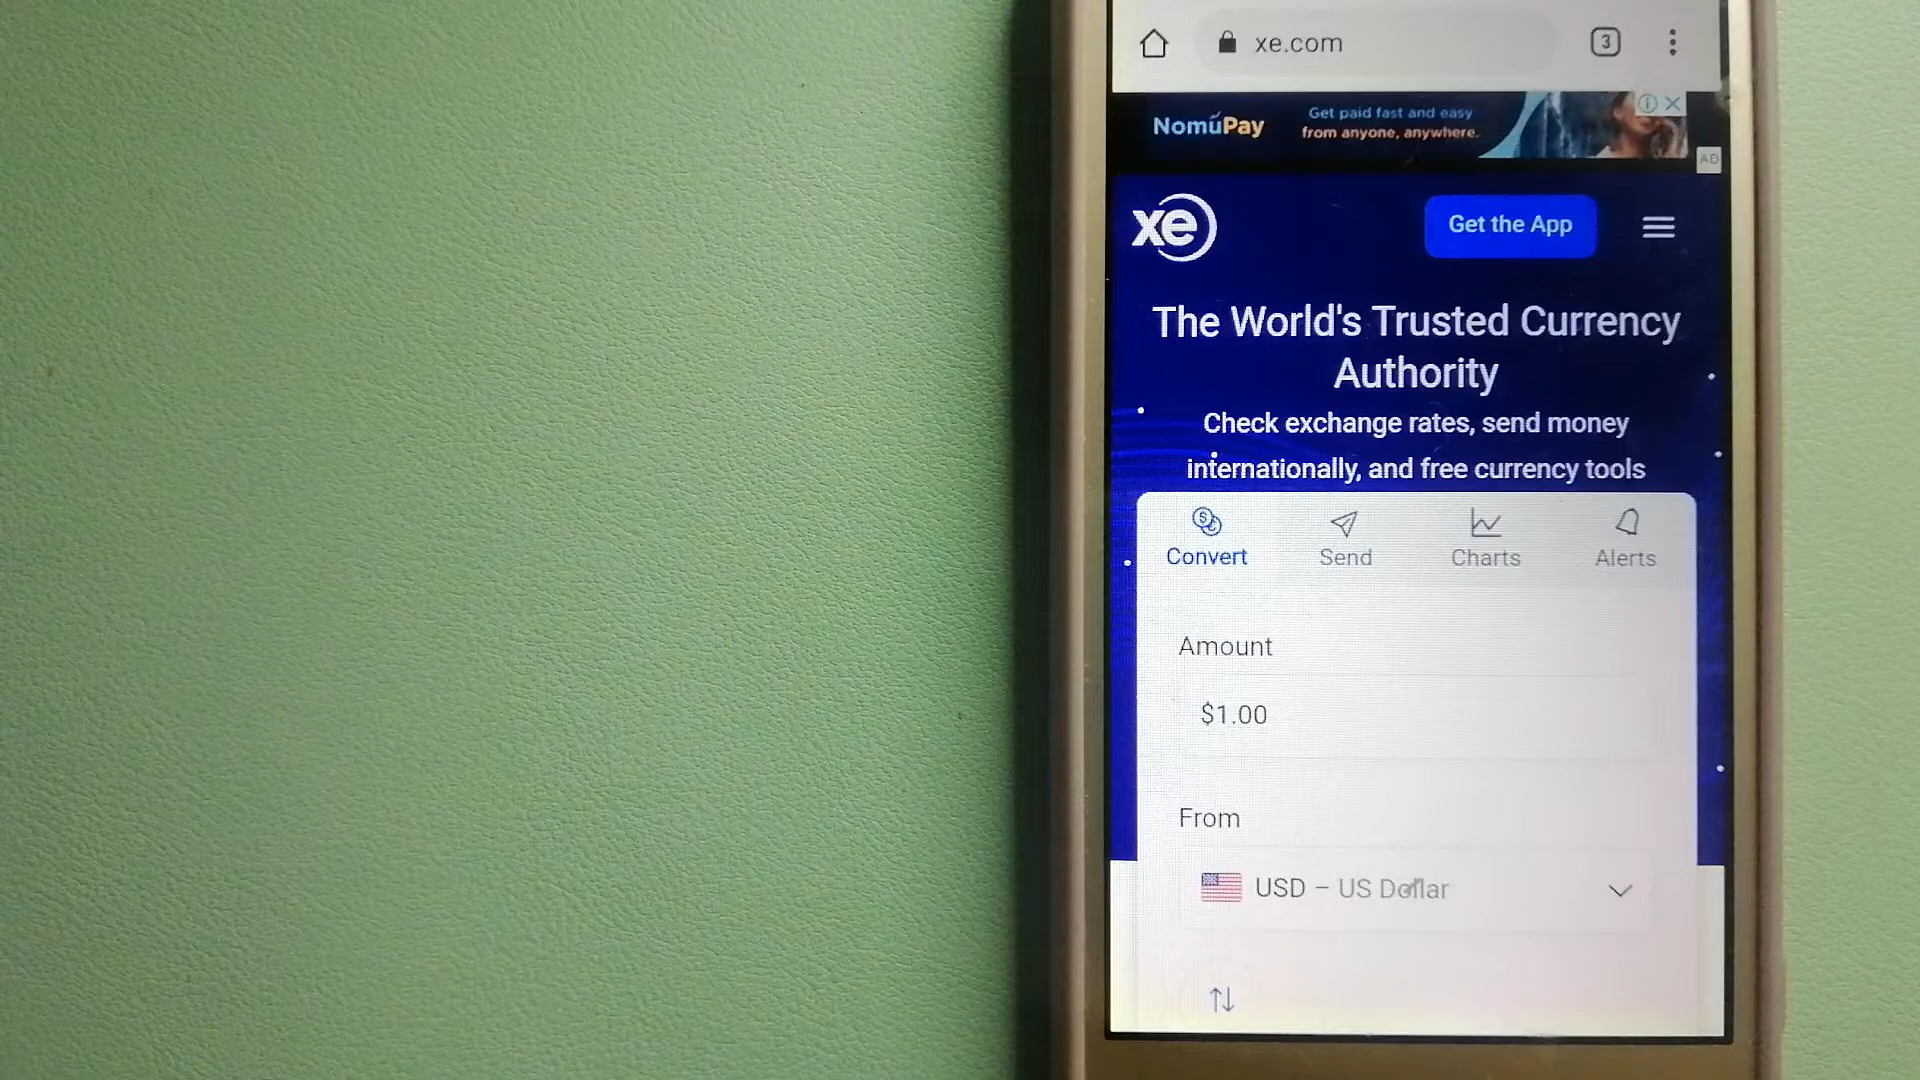 xe.com
3
NomuPay
Get paid fast and easy
from anyone, anywhere.
AD
xe
Get the App
The World's Trusted Currency
Authority
Check exchange rates, send money
internationally, and free currency tools
Convert
Send
Charts
Alerts
Amount
$1.00
From
USD – US Dollar